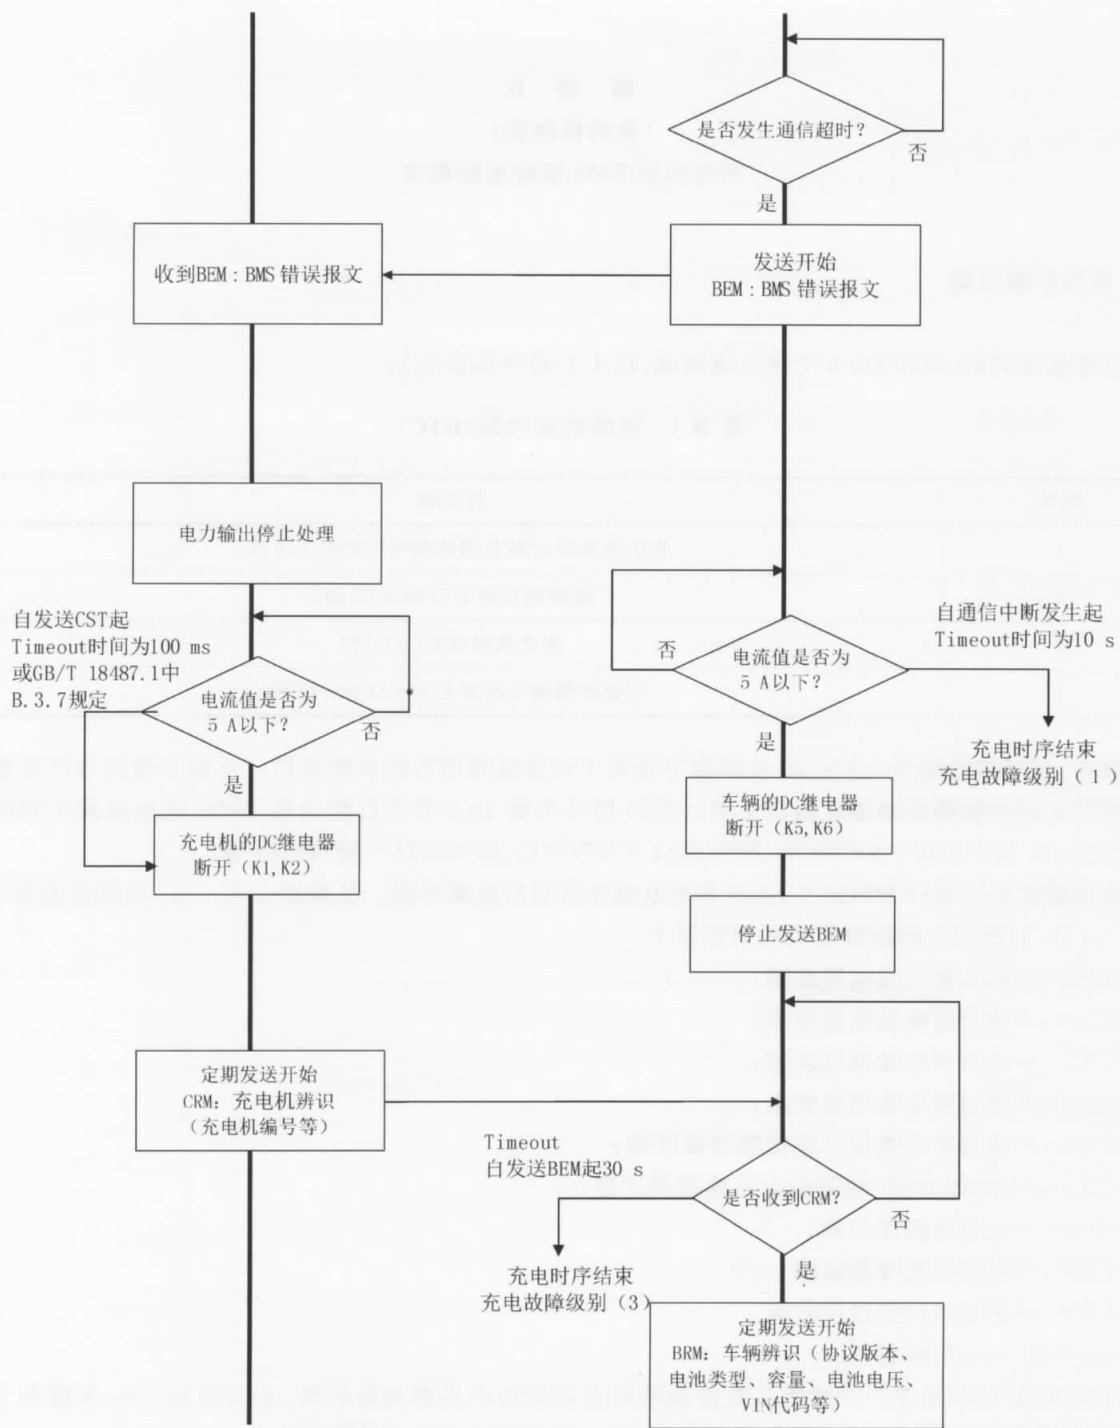 是否发生通信超时？
否
是
收到BEM：BMS 错误报文
发送开始
BEM：BMS 错误报文
电力输出停止处理
自发送CST起
Timeout时间为100 ms
或GB/T 18487.1中
B.3.7规定
电流值是否为
5 A以下？
否
是
否
电流值是否为
5 A以下？
自通信中断发生起
Timeout时间为10 s
是
充电时序结束
充电故障级别（1）
充电机的DC继电器
断开（K1,K2）
车辆的DC继电器
断开（K5,K6）
停止发送BEM
定期发送开始
CRM：充电机辨识
（充电机编号等）
Timeout
白发送BEM起30 s
是否收到CRM？
否
是
充电时序结束
充电故障级别（3）
定期发送开始
BRM：车辆辨识（协议版本、
电池类型、容量、电池电压、
VIN代码等）